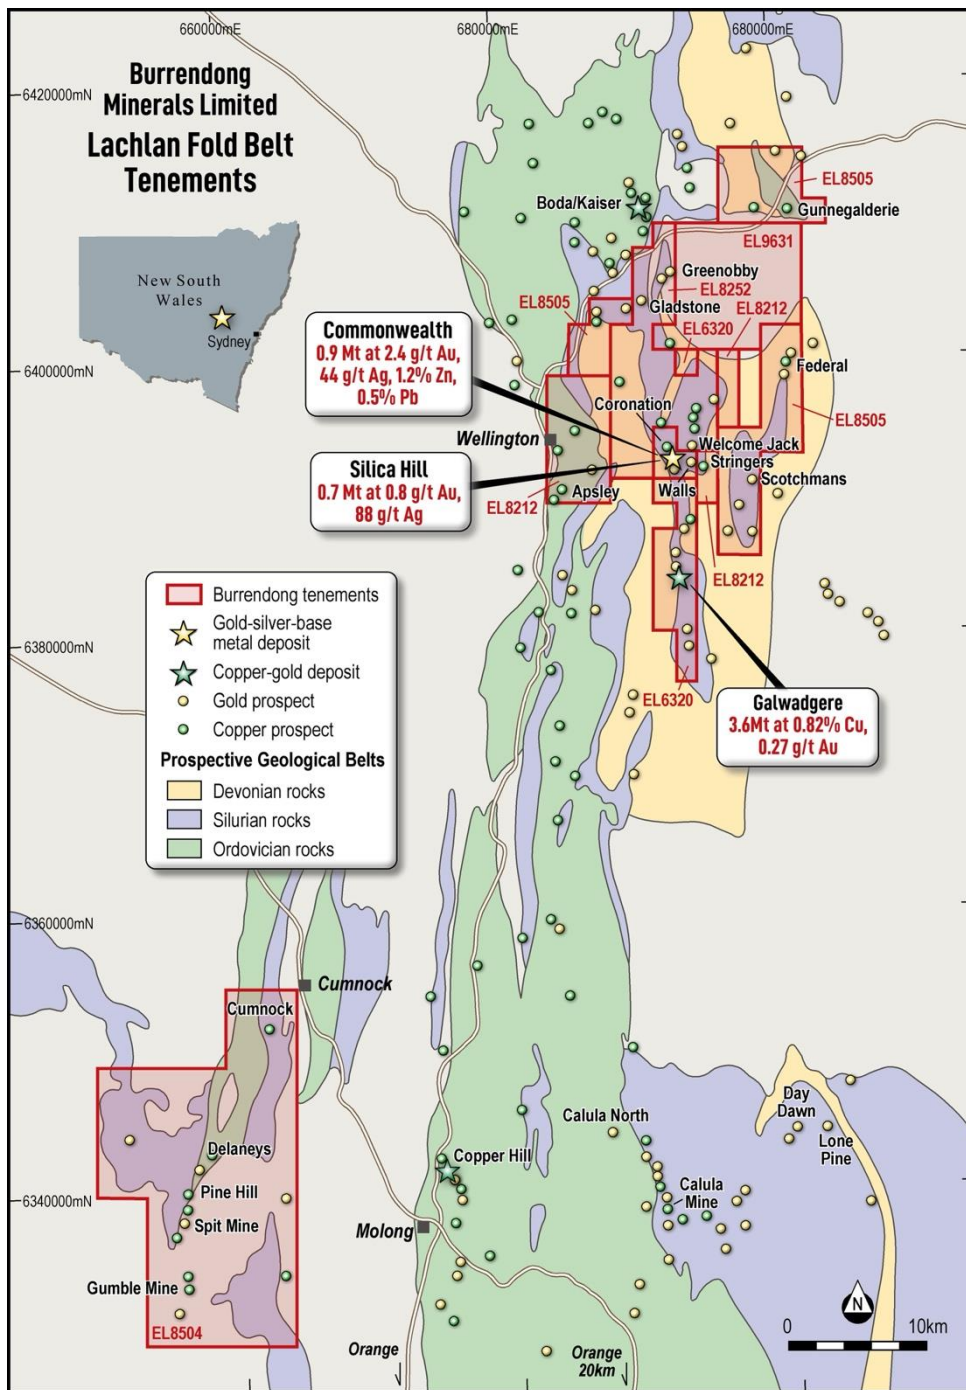 660000mE
680000mE
680000mE
Burrendong
Minerals Limited
Lachlan Fold Belt
Tenements
6420000mN
New South
Wales
Sydney
Boda/Kaiser
EL8505
Gunnegalderie
EL9631
Greenobby
EL8252
EL8505
Gladstone
EL8212
EL6320
Commonwealth
0.9 Mt at 2.4 g/t Au,
44 g/t Ag, 1.2% Zn,
0.5% Pb
6400000mN
Federal
Coronation
EL8505
Wellington
Welcome Jack
Silica Hill
0.7 Mt at 0.8 g/t Au,
88 g/t Ag
Stringers
Scotchmans
Apsley
Walls
EL8212
EL8212
Burrendong tenements
Gold-silver-base
metal deposit
Copper-gold deposit
Gold prospect
Copper prospect
Prospective Geological Belts
Devonian rocks
Silurian rocks
Ordovician rocks
6380000mN
EL6320
Galwadgere
3.6Mt at 0.82% Cu,
0.27 g/t Au
6360000mN
Cumnock
Cumnock
Day
Dawn
Calula North
Lone
Pine
Delaneys
Copper Hill
Pine Hill
Calula
Mine
6340000mN
Spit Mine
Molong
Gumble Mine
EL8504
N
0
10km
Orange
Orange
20km